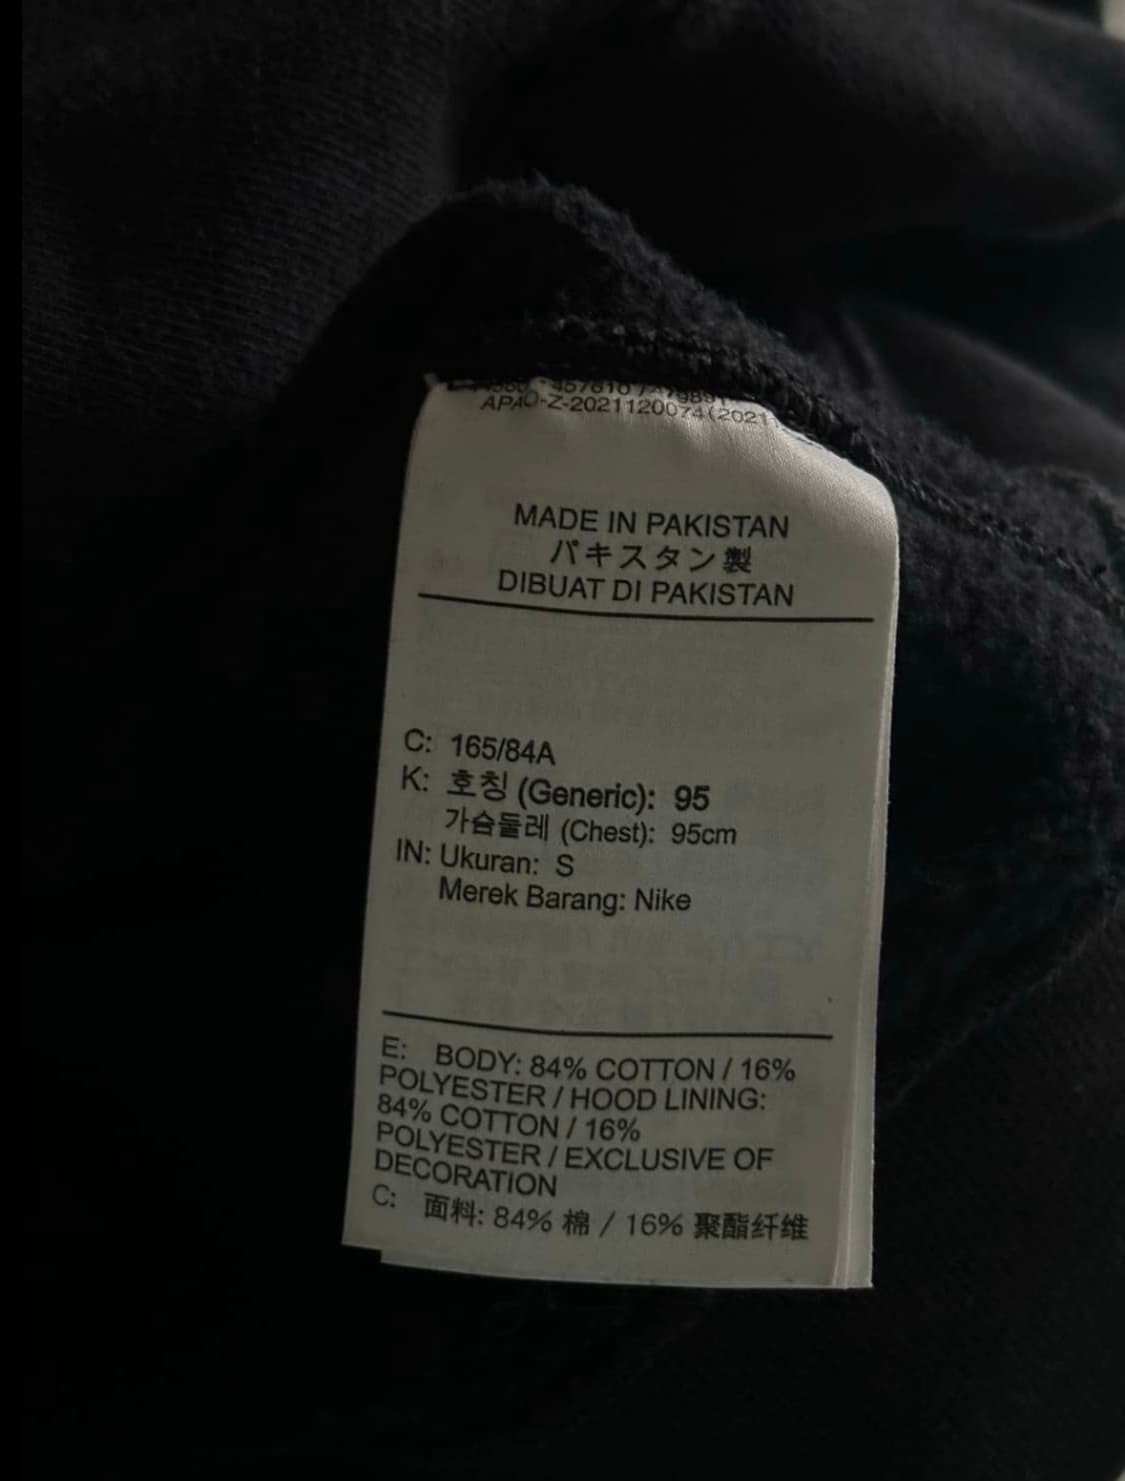 457610
APAO-Z-2021120074(2021
MADE IN PAKISTAN
パキスタン製
DIBUAT DI PAKISTAN
C: 165/84A
K: 호칭 (Generic): 95
가슴둘레 (Chest): 95cm
IN: Ukuran: S
Merek Barang: Nike
E: BODY: 84% COTTON / 16%
POLYESTER / HOOD LINING:
84% COTTON / 16%
POLYESTER / EXCLUSIVE OF
DECORATION
C: 面料: 84% 棉 / 16% 聚酯纤维